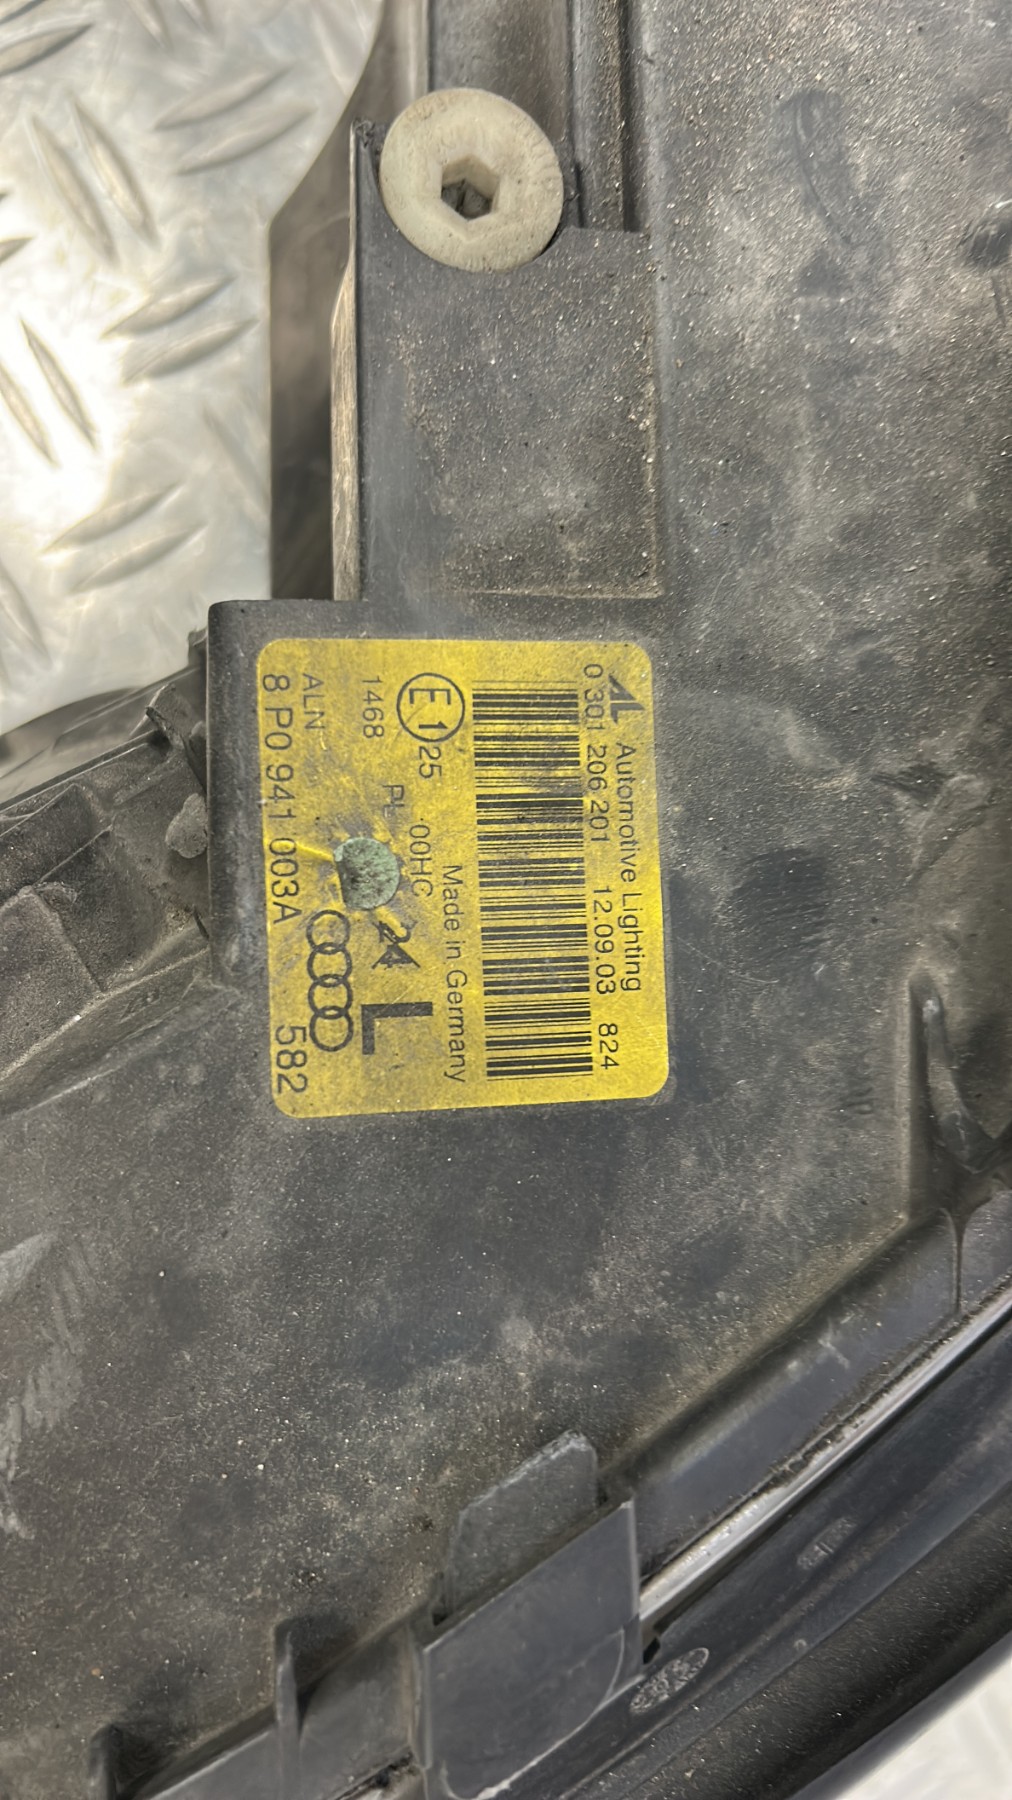 AL Automotive Lighting
0 301 206 201 12.09.03 824
Made in Germany
E1 25 PL 00HC 24 L
1468
ALN
8 P0 941 003A 582